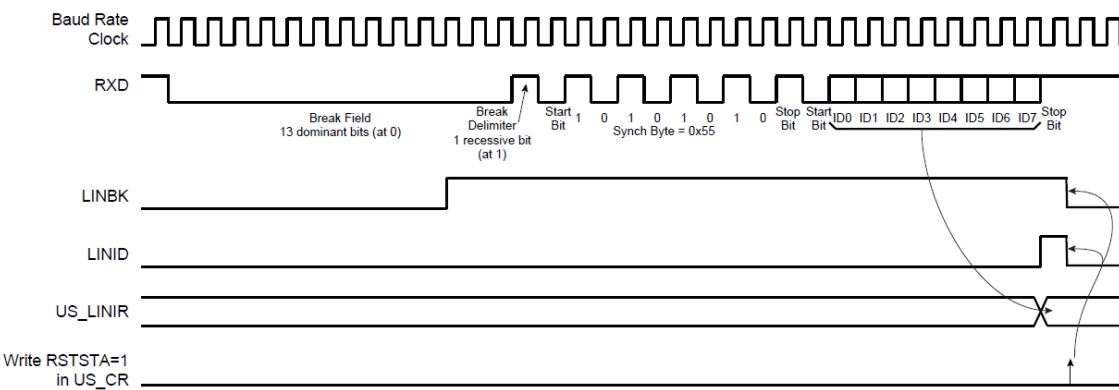 Baud Rate
Clock
RXD
Break Field
13 dominant bits (at 0)
Break
Delimiter
1 recessive bit
(at 1)
Start
Bit
1 0 1 0 1 0 1 0
Synch Byte = 0x55
Stop
Bit
Start
Bit
ID0 ID1 ID2 ID3 ID4 ID5 ID6 ID7
Stop
Bit
LINBK
LINID
US_LINIR
Write RSTSTA=1
in US_CR